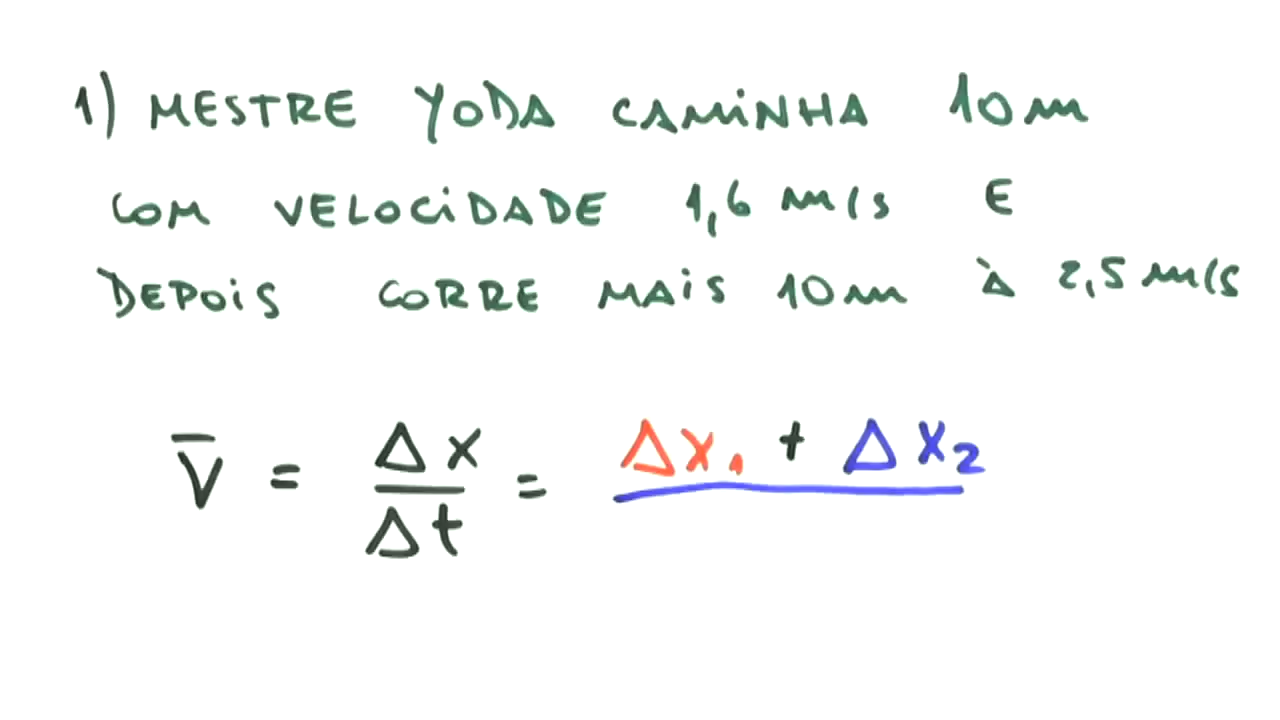 1) MESTRE YODA CAMINHA 10m
COM VELOCIDADE 1,6 m/s E
DEPOIS CORRE MAIS 10m À 2,5 m/s
V̅ = Δx/Δt = Δx₁ + Δx₂